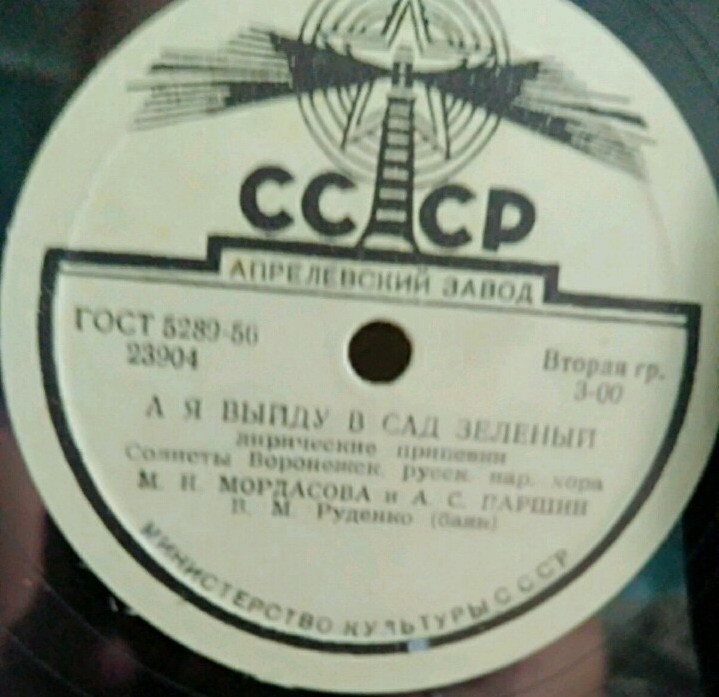 СССР
АПРЕЛЕВСКИЙ ЗАВОД
ГОСТ 5289-56
23904
Вторая гр.
3-00
А Я ВЫЙДУ В САД ЗЕЛЕНЫЙ
лирические припевки
Солисты Воронежск. русск. нар. хора
М. Н. МОРДАСОВА и А. С. ПАРШИН
В. М. Руденко (баян)
МИНИСТЕРСТВО КУЛЬТУРЫ СССР